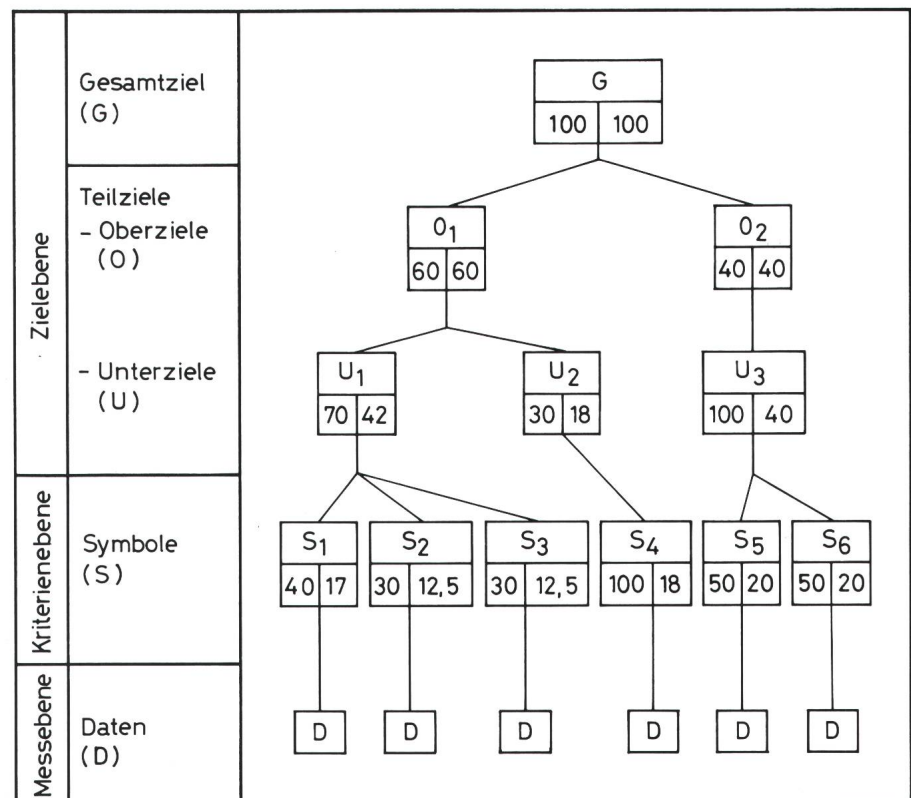 Zielebene
Gesamtziel
(G)
Teilziele
- Oberziele
(O)
- Unterziele
(U)
Kriterienebene
Symbole
(S)
Messebene
Daten
(D)
G
100 100
O1
60 60
O2
40 40
U1
70 42
U2
30 18
U3
100 40
S1
40 17
S2
30 12,5
S3
30 12,5
S4
100 18
S5
50 20
S6
50 20
D D D D D D